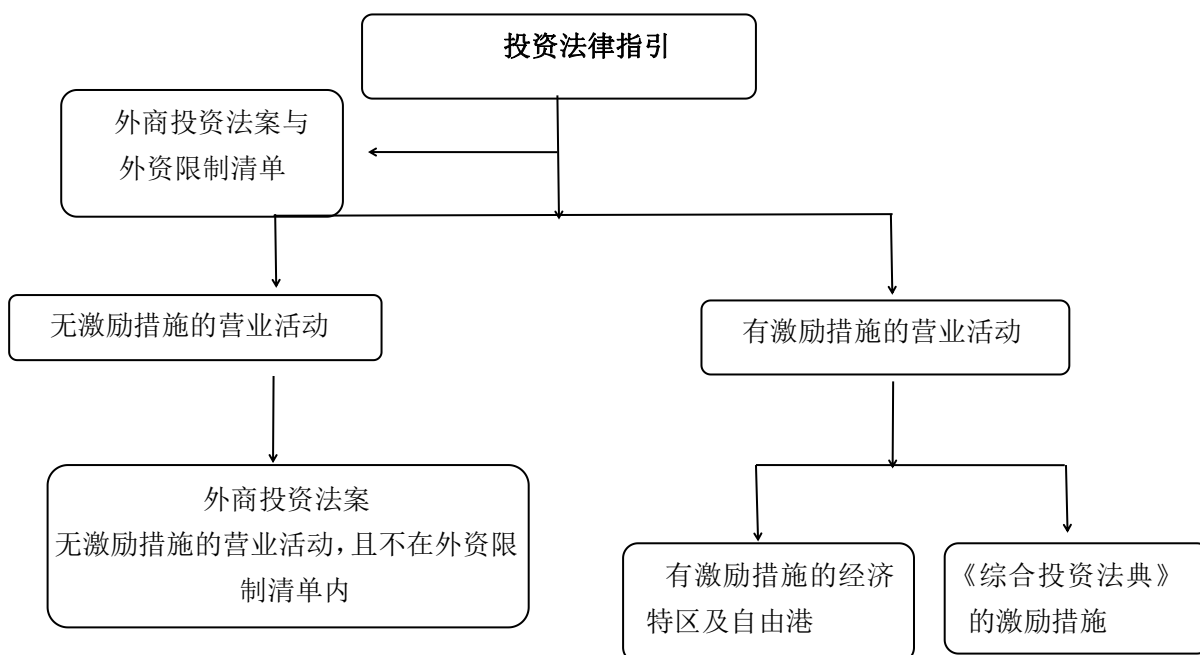 投资法律指引
外商投资法案与
外资限制清单
无激励措施的营业活动
有激励措施的营业活动
外商投资法案
无激励措施的营业活动，且不在外资限
制清单内
有激励措施的经济
特区及自由港
《综合投资法典》
的激励措施